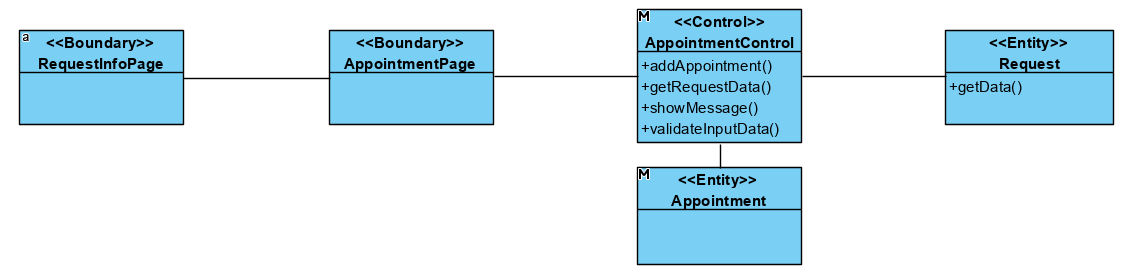 a
<<Boundary>>
RequestInfoPage
<<Boundary>>
AppointmentPage
M
<<Control>>
AppointmentControl
+addAppointment()
+getRequestData()
+showMessage()
+validateInputData()
<<Entity>>
Request
+getData()
M
<<Entity>>
Appointment